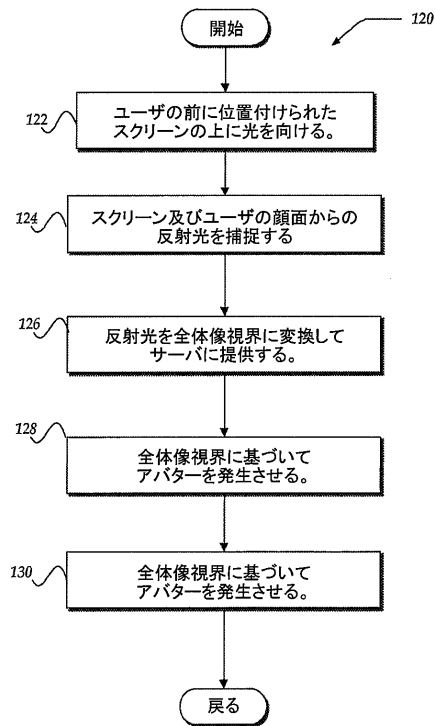 120
開始
122
ユーザの前に位置付けられた
スクリーンの上に光を向ける。
124
スクリーン及びユーザの顔面からの
反射光を捕捉する
126
反射光を全体像視界に変換して
サーバに提供する。
128
全体像視界に基づいて
アバターを発生させる。
130
全体像視界に基づいて
アバターを発生させる。
戻る